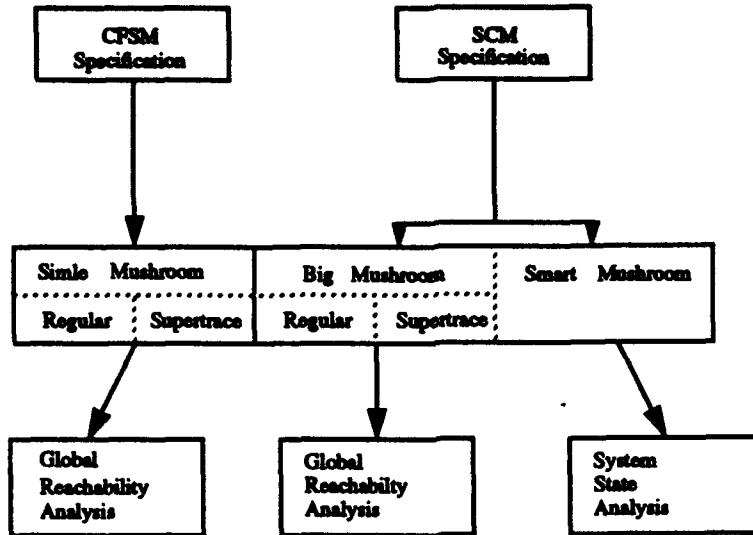 CFSM
Specification
SCM
Specification
Simle Mushroom
Big Mushroom
Smart Mushroom
Regular
Supertrace
Regular
Supertrace
Global
Reachability
Analysis
Global
Reachabilty
Analysis
System
State
Analysis